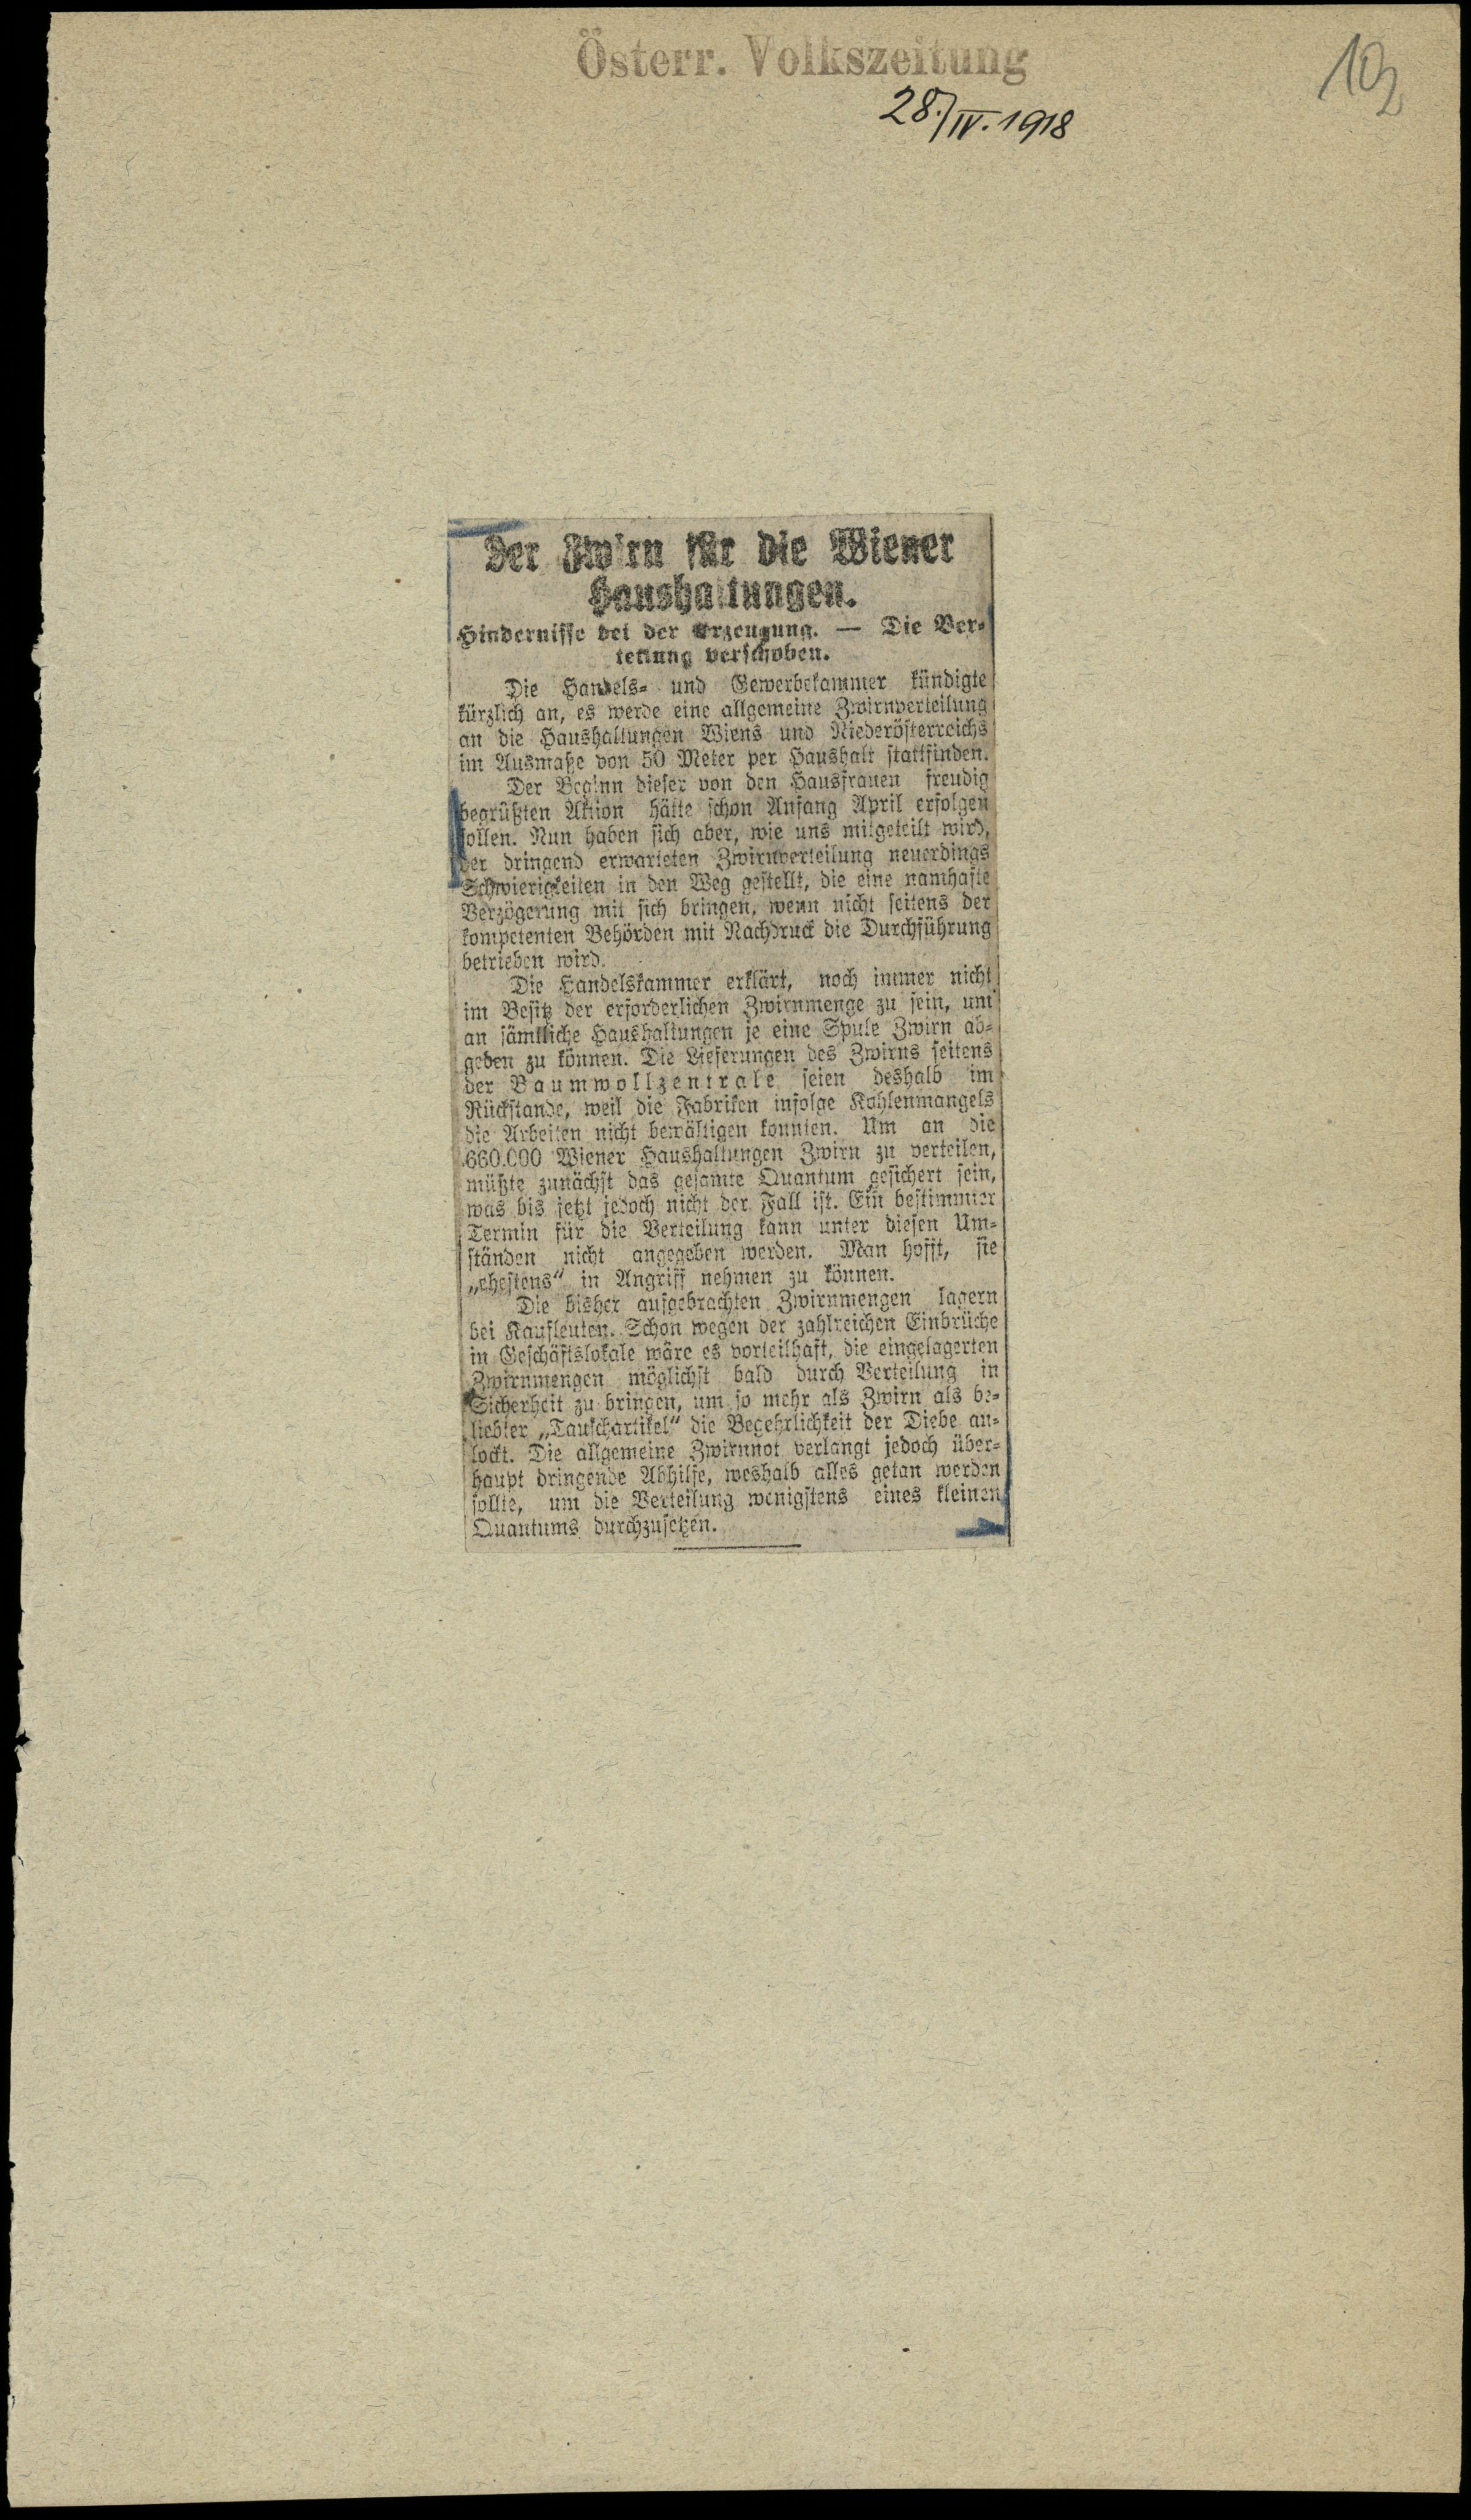 Österr. Volkszeitung
28./IV. 1918
Der Zwirn für die Wiener
Haushaltungen.
Hindernisse bei der Erzeugung. — Die Ver-
teilung verschoben.
Die Handels- und Gewerbekammer kündigte
kürzlich an, es werde eine allgemeine Zwirnverteilung
an die Haushaltungen Wiens und Niederösterreichs
im Ausmaße von 50 Meter per Haushalt stattfinden.
Der Beginn dieser von den Hausfrauen freudig
begrüßten Aktion hätte schon Anfang April erfolgen
sollen. Nun haben sich aber, wie uns mitgeteilt wird,
der dringend erwarteten Zwirnverteilung neuerdings
Schwierigkeiten in den Weg gestellt, die eine namhafte
Verzögerung mit sich bringen, wenn nicht seitens der
kompetenten Behörden mit Nachdruck die Durchführung
betrieben wird.
Die Handelskammer erklärt, noch immer nicht
im Besitz der erforderlichen Zwirnmenge zu sein, um
an sämtliche Haushaltungen je eine Spule Zwirn ab-
geben zu können. Die Lieferungen des Zwirns seitens
der Baumwollzentrale seien deshalb im
Rückstande, weil die Fabriken infolge Kohlenmangels
die Arbeiten nicht bewältigen konnten. Um an die
660.000 Wiener Haushaltungen Zwirn zu verteilen,
müßte zunächst das gesamte Quantum gesichert sein,
was bis jetzt jedoch nicht der Fall ist. Ein bestimmter
Termin für die Verteilung kann unter diesen Um-
ständen nicht angegeben werden. Man hofft, sie
„ehestens“ in Angriff nehmen zu können.
Die bisher aufgebrachten Zwirnmengen lagern
bei Kaufleuten. Schon wegen der zahlreichen Einbrüche
in Geschäftslokale wäre es vorteilhaft, die eingelagerten
Zwirnmengen möglichst bald durch Verteilung in
Sicherheit zu bringen, um so mehr als Zwirn als be-
liebter „Tauschartikel“ die Begehrlichkeit der Diebe an-
lockt. Die allgemeine Zwirnnot verlangt jedoch über-
haupt dringende Abhilfe, weshalb alles getan werden
sollte, um die Verteilung wenigstens eines kleinen
Quantums durchzusetzen.